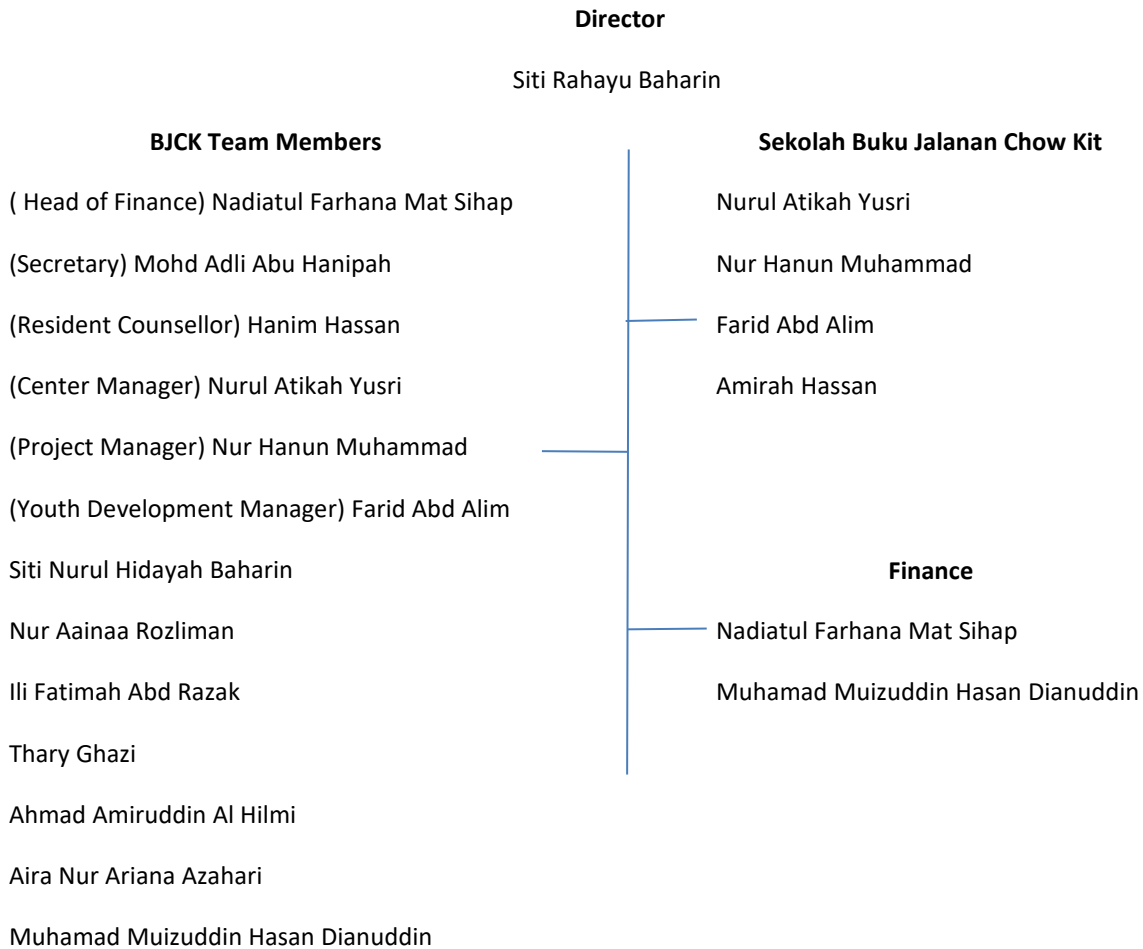 Director
Siti Rahayu Baharin
BJCK Team Members
( Head of Finance) Nadiatul Farhana Mat Sihap
(Secretary) Mohd Adli Abu Hanipah
(Resident Counsellor) Hanim Hassan
(Center Manager) Nurul Atikah Yusri
(Project Manager) Nur Hanun Muhammad
(Youth Development Manager) Farid Abd Alim
Siti Nurul Hidayah Baharin
Nur Aainaa Rozliman
Ili Fatimah Abd Razak
Thary Ghazi
Ahmad Amiruddin Al Hilmi
Aira Nur Ariana Azahari
Muhamad Muizuddin Hasan Dianuddin
Sekolah Buku Jalanan Chow Kit
Nurul Atikah Yusri
Nur Hanun Muhammad
Farid Abd Alim
Amirah Hassan
Finance
Nadiatul Farhana Mat Sihap
Muhamad Muizuddin Hasan Dianuddin